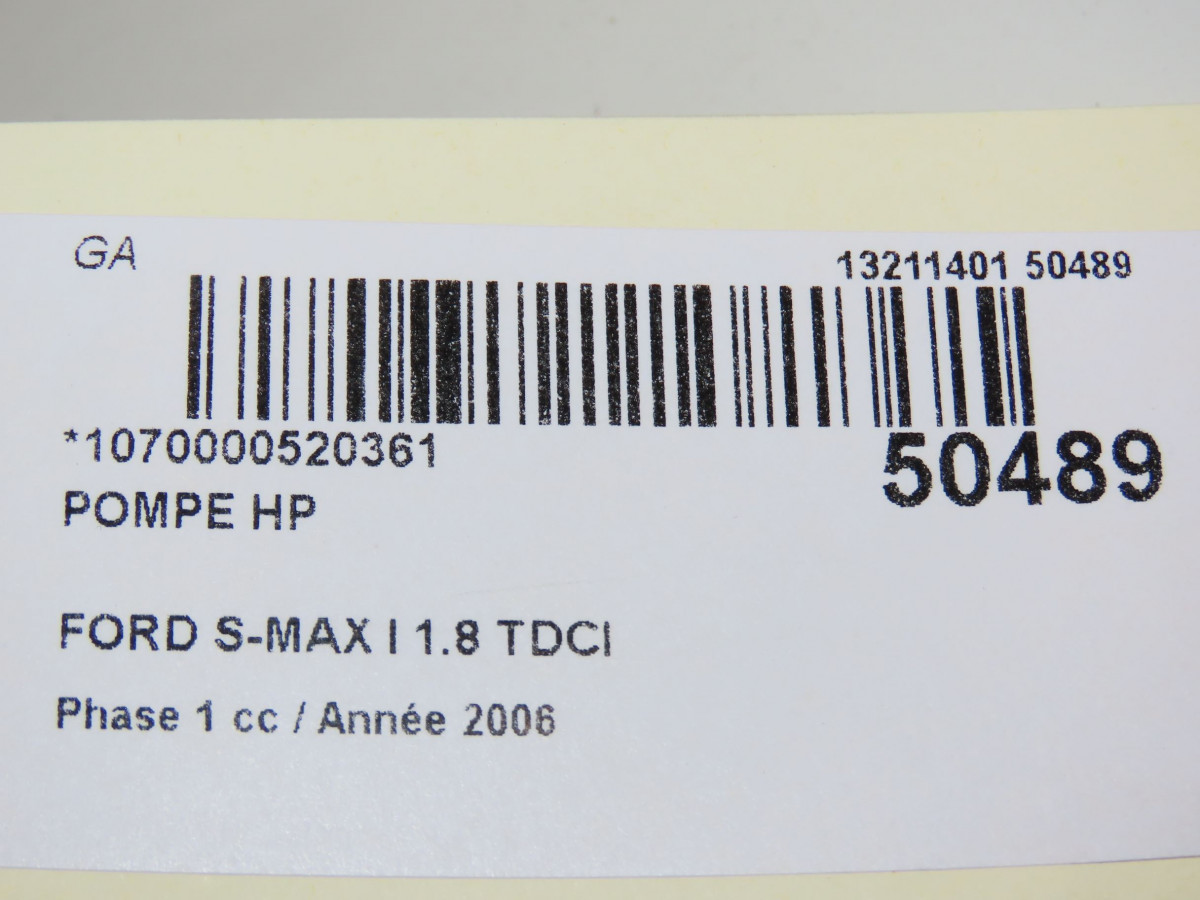 GA
13211401 50489
*1070000520361
50489
POMPE HP
FORD S-MAX I 1.8 TDCI
Phase 1 cc / Année 2006